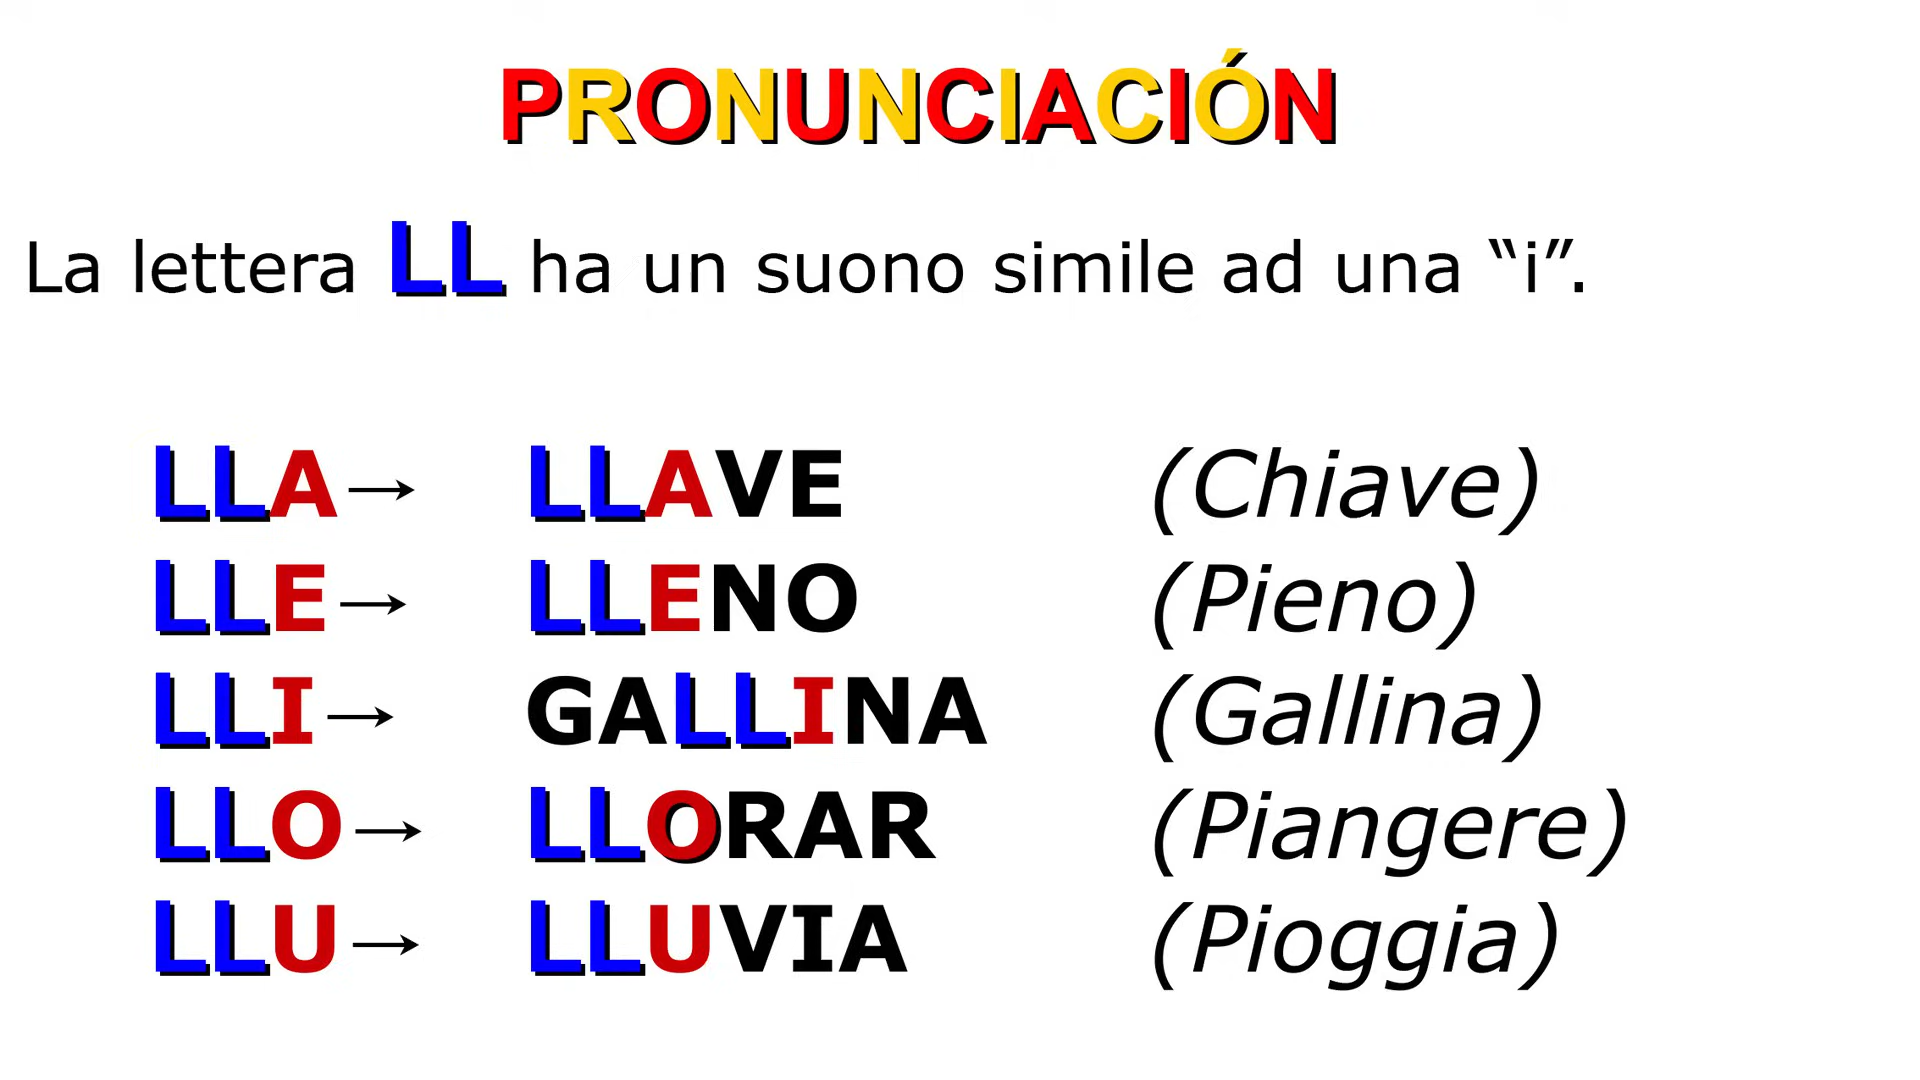 PRONUNCIACIÓN
La lettera LL ha un suono simile ad una “i”.
LLA→ LLAVE (Chiave)
LLE→ LLENO (Pieno)
LLI→ GALLINA (Gallina)
LLO→ LLORAR (Piangere)
LLU→ LLUVIA (Pioggia)